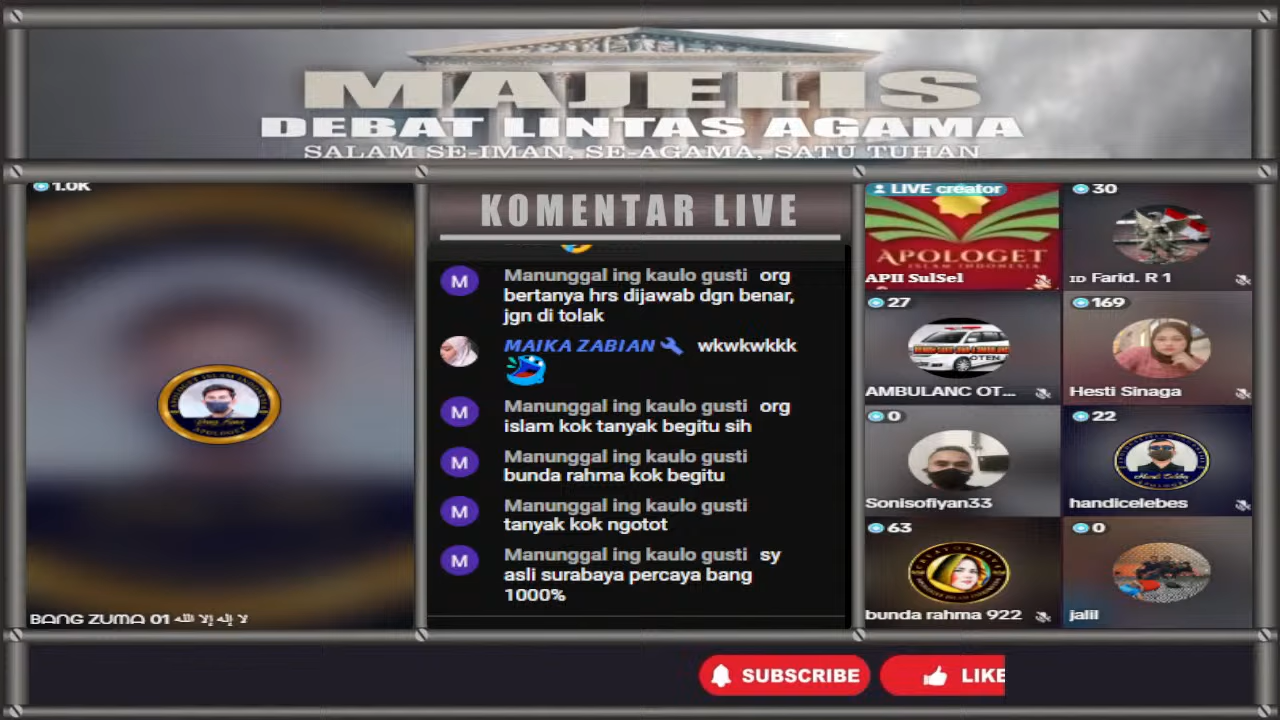 MAJELIS
DEBAT LINTAS AGAMA
SALAM SE-IMAN, SE-AGAMA, SATU TUHAN
1.0K
BANG ZUMA 01 لا إله إلا الله
KOMENTAR LIVE
M Manunggal ing kaulo gusti org
bertanya hrs dijawab dgn benar,
jgn di tolak
MAIKA ZABIAN wkwkwkkk
M Manunggal ing kaulo gusti org
islam kok tanyak begitu sih
M Manunggal ing kaulo gusti
bunda rahma kok begitu
M Manunggal ing kaulo gusti
tanyak kok ngotot
M Manunggal ing kaulo gusti sy
asli surabaya percaya bang
1000%
LIVE creator
APOLOGET
ISLAM INDONESIA
APII SulSel
30
ID Farid. R 1
27
AMBULANC OT...
169
Hesti Sinaga
0
Sonisofiyan33
22
handicelebes
63
bunda rahma 922
0
jalil
SUBSCRIBE
LIKE